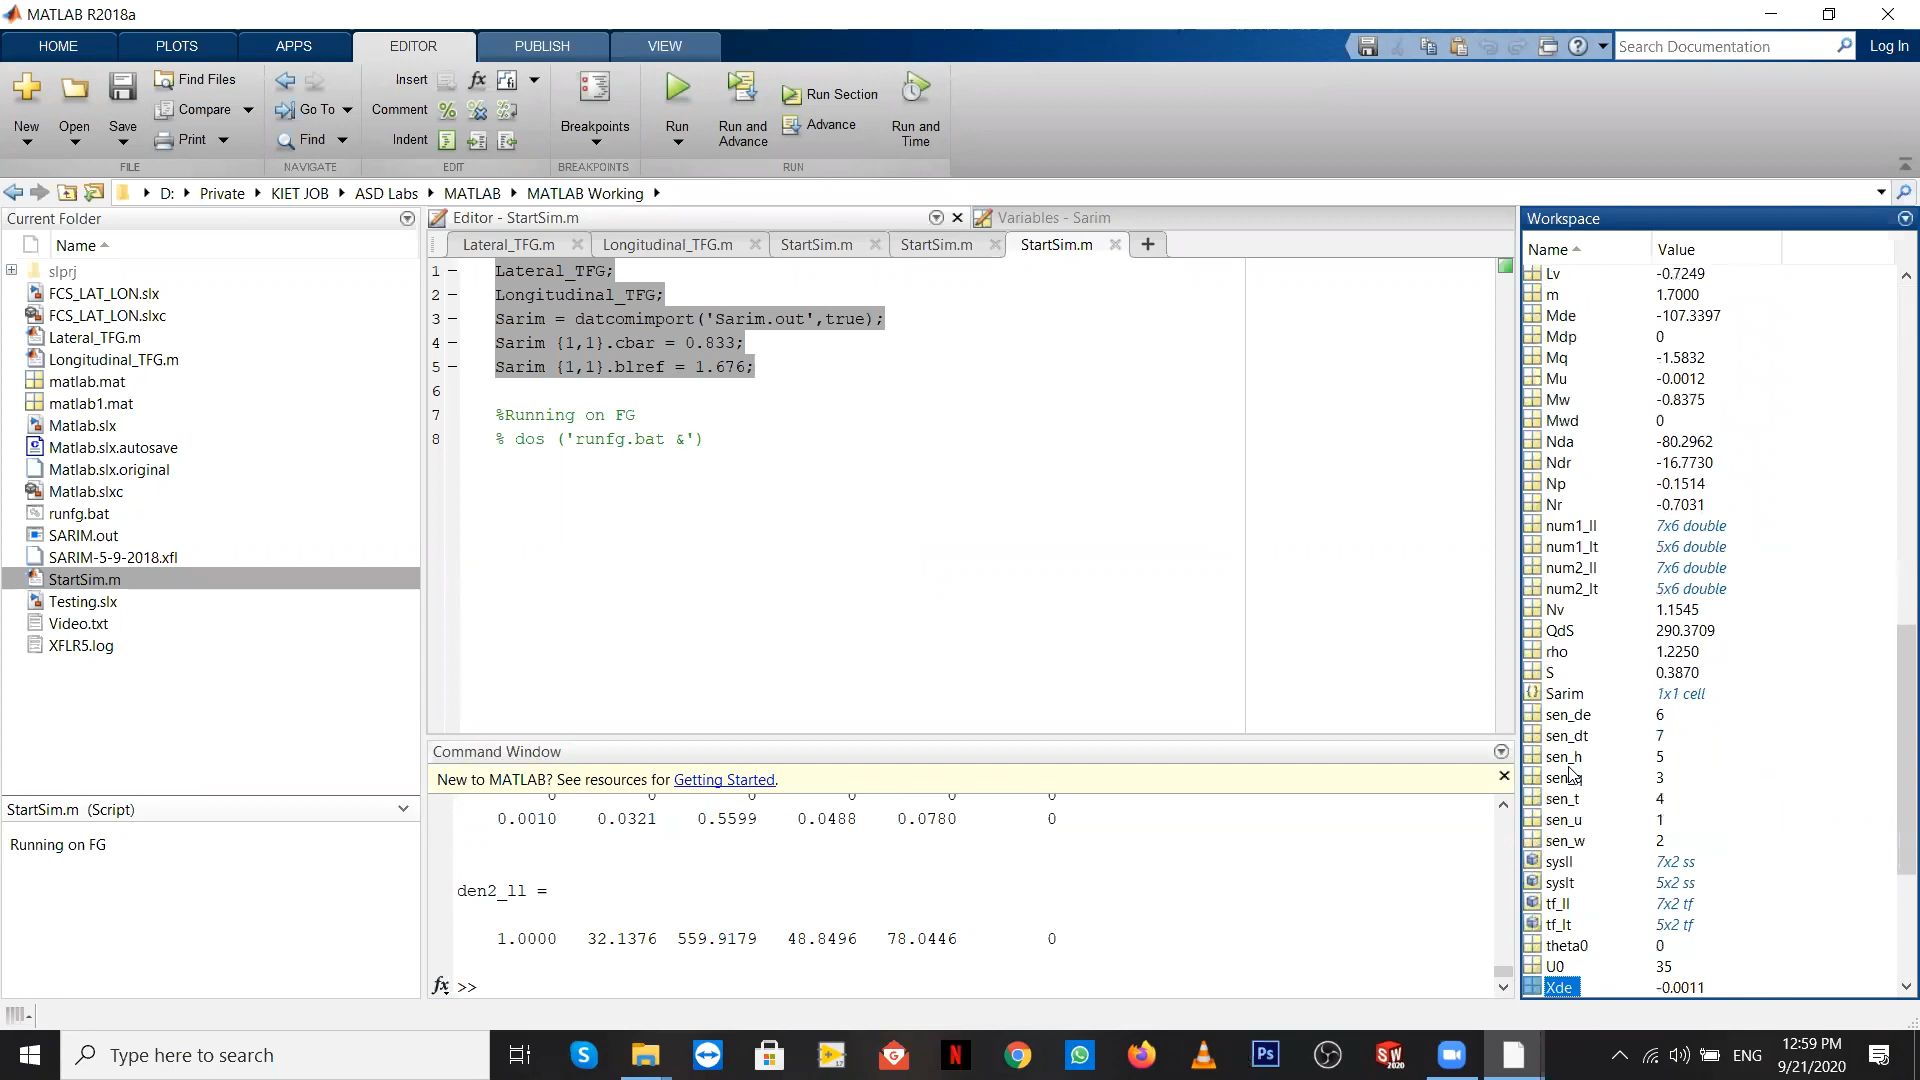 MATLAB R2018a
HOME PLOTS APPS EDITOR PUBLISH VIEW
Search Documentation
Log In
New Open Save
Find Files
Compare
Print
Go To
Find
Insert
Comment
Indent
fx
Breakpoints
Run
Run and Advance
Run Section
Advance
Run and Time
FILE NAVIGATE EDIT BREAKPOINTS RUN
D: Private KIET JOB ASD Labs MATLAB MATLAB Working
Current Folder
Name
slprj
FCS_LAT_LON.slx
FCS_LAT_LON.slxc
Lateral_TFG.m
Longitudinal_TFG.m
matlab.mat
matlab1.mat
Matlab.slx
Matlab.slx.autosave
Matlab.slx.original
Matlab.slxc
runfg.bat
SARIM.out
SARIM-5-9-2018.xfl
StartSim.m
Testing.slx
Video.txt
XFLR5.log
StartSim.m (Script)
Running on FG
Editor - StartSim.m
Variables - Sarim
Lateral_TFG.m Longitudinal_TFG.m StartSim.m StartSim.m StartSim.m
1 Lateral_TFG;
2 Longitudinal_TFG;
3 Sarim = datcomimport('Sarim.out',true);
4 Sarim {1,1}.cbar = 0.833;
5 Sarim {1,1}.blref = 1.676;
6
7 %Running on FG
8 % dos ('runfg.bat &')
Command Window
New to MATLAB? See resources for Getting Started.
0 0 0 0 0 0
0.0010 0.0321 0.5599 0.0488 0.0780 0
den2_ll =
1.0000 32.1376 559.9179 48.8496 78.0446 0
fx >>
Workspace
Name Value
Lv -0.7249
m 1.7000
Mde -107.3397
Mdp 0
Mq -1.5832
Mu -0.0012
Mw -0.8375
Mwd 0
Nda -80.2962
Ndr -16.7730
Np -0.1514
Nr -0.7031
num1_ll 7x6 double
num1_lt 5x6 double
num2_ll 7x6 double
num2_lt 5x6 double
Nv 1.1545
QdS 290.3709
rho 1.2250
S 0.3870
Sarim 1x1 cell
sen_de 6
sen_dt 7
sen_h 5
sen_q 3
sen_t 4
sen_u 1
sen_w 2
sysll 7x2 ss
syslt 5x2 ss
tf_ll 7x2 tf
tf_lt 5x2 tf
theta0 0
U0 35
Xde -0.0011
Type here to search
ENG
12:59 PM
9/21/2020